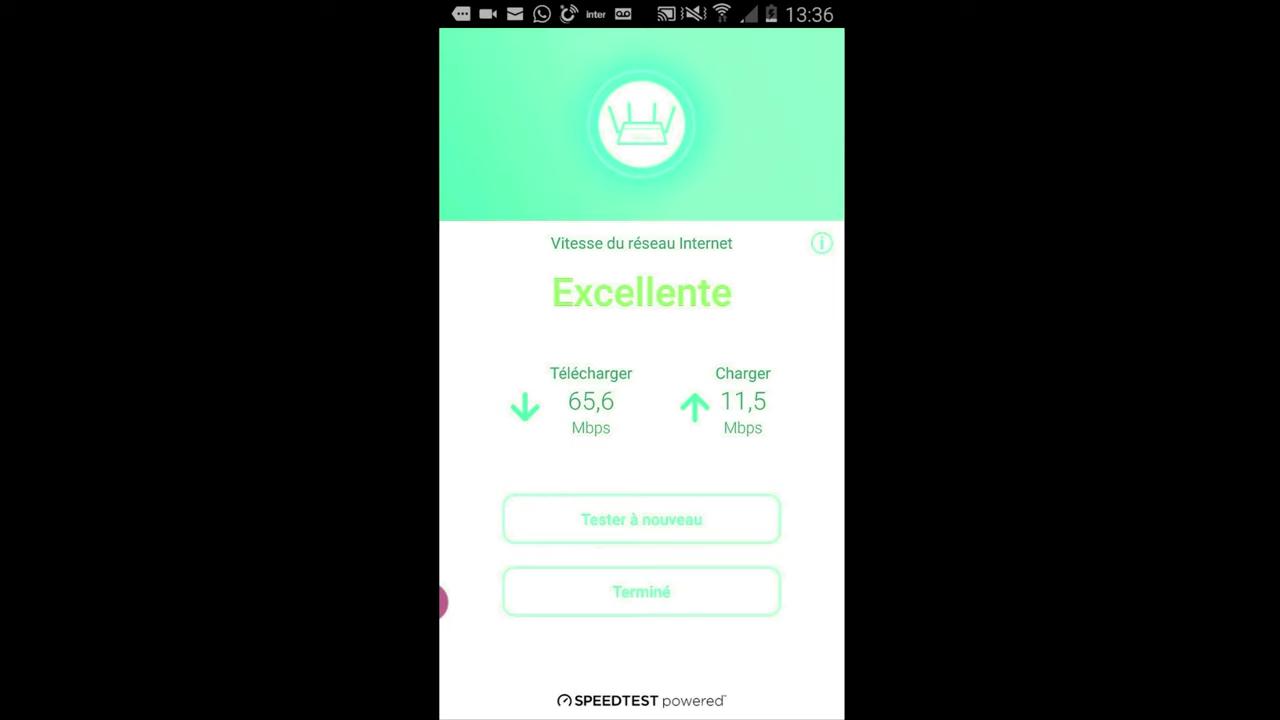 inter 13:36
Vitesse du réseau Internet
Excellente
Télécharger Charger
65,6 11,5
Mbps Mbps
Tester à nouveau
Terminé
SPEEDTEST powered™